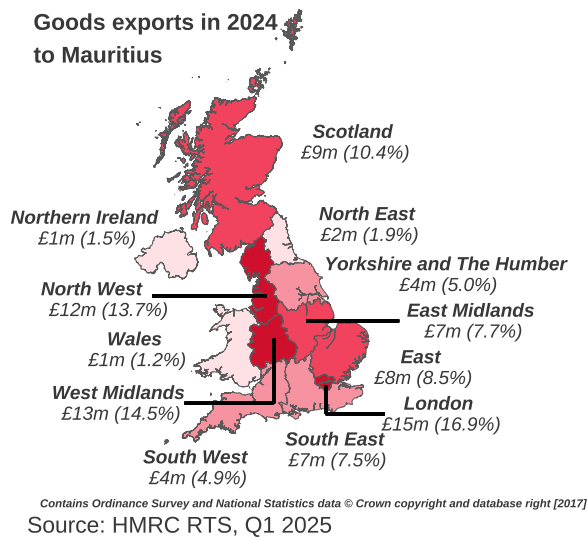 Goods exports in 2024
to Mauritius
Scotland
£9m (10.4%)
Northern Ireland
£1m (1.5%)
North East
£2m (1.9%)
Yorkshire and The Humber
£4m (5.0%)
North West
£12m (13.7%)
East Midlands
£7m (7.7%)
Wales
£1m (1.2%)
East
£8m (8.5%)
West Midlands
£13m (14.5%)
London
£15m (16.9%)
South East
£7m (7.5%)
South West
£4m (4.9%)
Contains Ordinance Survey and National Statistics data © Crown copyright and database right [2017]
Source: HMRC RTS, Q1 2025